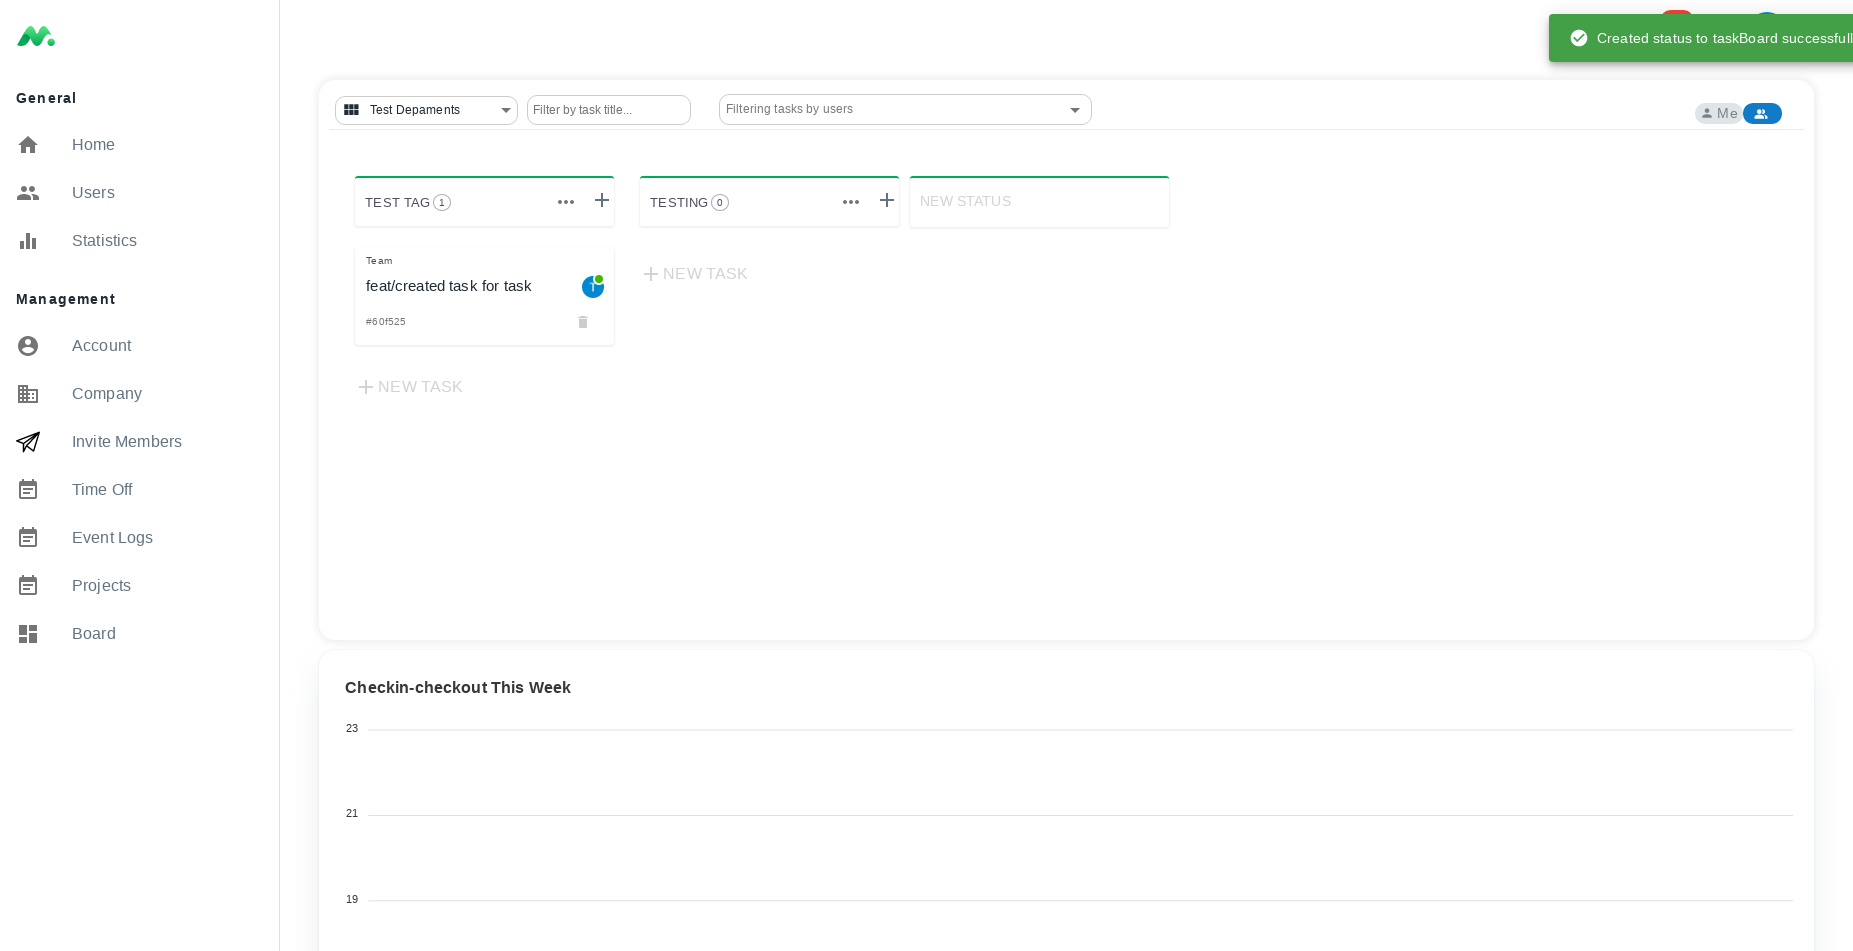 Created status to taskBoard successfull
General
Home
Users
Statistics
Management
Account
Company
Invite Members
Time Off
Event Logs
Projects
Board
Test Depaments
Filter by task title...
Filtering tasks by users
Me
TEST TAG 1
TESTING 0
NEW STATUS
Team
feat/created task for task
T
#60f525
NEW TASK
NEW TASK
Checkin-checkout This Week
23
21
19